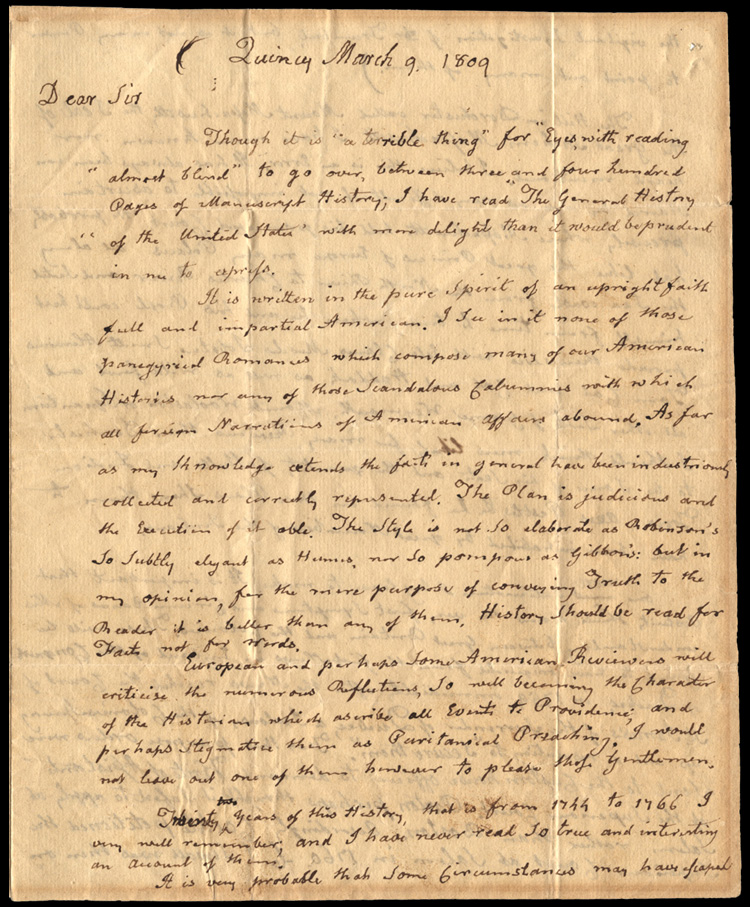 Quincy March 9. 1809
Dear Sir
Though it is "a terrible thing" for "Eyes, with reading
"almost blind" to go over, between three and four hundred
Pages of Manuscript History; I have read "The General History
"of the United States" with more delight than it would be prudent
in me to express.
It is written in the pure Spirit of an upright faith
full and impartial American. I See in it none of those
panegyrical Romances which compose many of our American
Histories nor any of those Scandalous Calumnies with which
all foreign Narrations of American affairs abound. As far
as my Knowledge extends the facts in general have been industriously
collected and correctly represented. The Plan is judicious and
the Execution of it able. The Style is not So elaborate as Robinson's
So Subtly elegant as Humes, nor So pompous as Gibbon's: but in
my opinion, for the mere purpose of conveying Truth to the
Reader it is better than any of them. History Should be read for
Facts not for Words.
European and perhaps Some American Reviewers will
criticise the numerous Reflections, So well becoming the Character
of the Historian which ascribe all Events to Providence; and
perhaps Stygmatize them as Puritanical Preaching. I would
not leave out one of them however to please those Gentlemen.
two
Years of this History, that is from 1744 to 1766 I
very well remember; and I have never read So true and interesting
an account of them.
It is very probable that Some Circumstances may have escaped